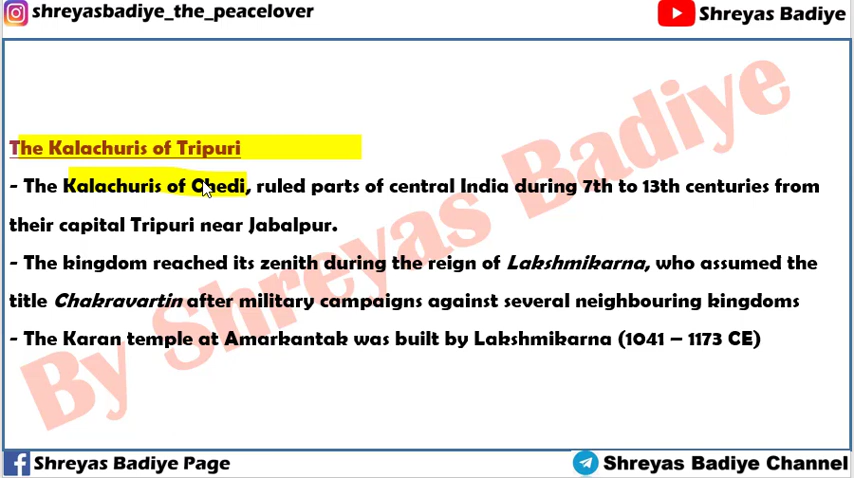 shreyasbadiye_the_peacelover
Shreyas Badiye
The Kalachuris of Tripuri
- The Kalachuris of Chedi, ruled parts of central India during 7th to 13th centuries from
their capital Tripuri near Jabalpur.
- The kingdom reached its zenith during the reign of Lakshmikarna, who assumed the
title Chakravartin after military campaigns against several neighbouring kingdoms
- The Karan temple at Amarkantak was built by Lakshmikarna (1041 – 1173 CE)
By Shreyas Badiye
Shreyas Badiye Page
Shreyas Badiye Channel